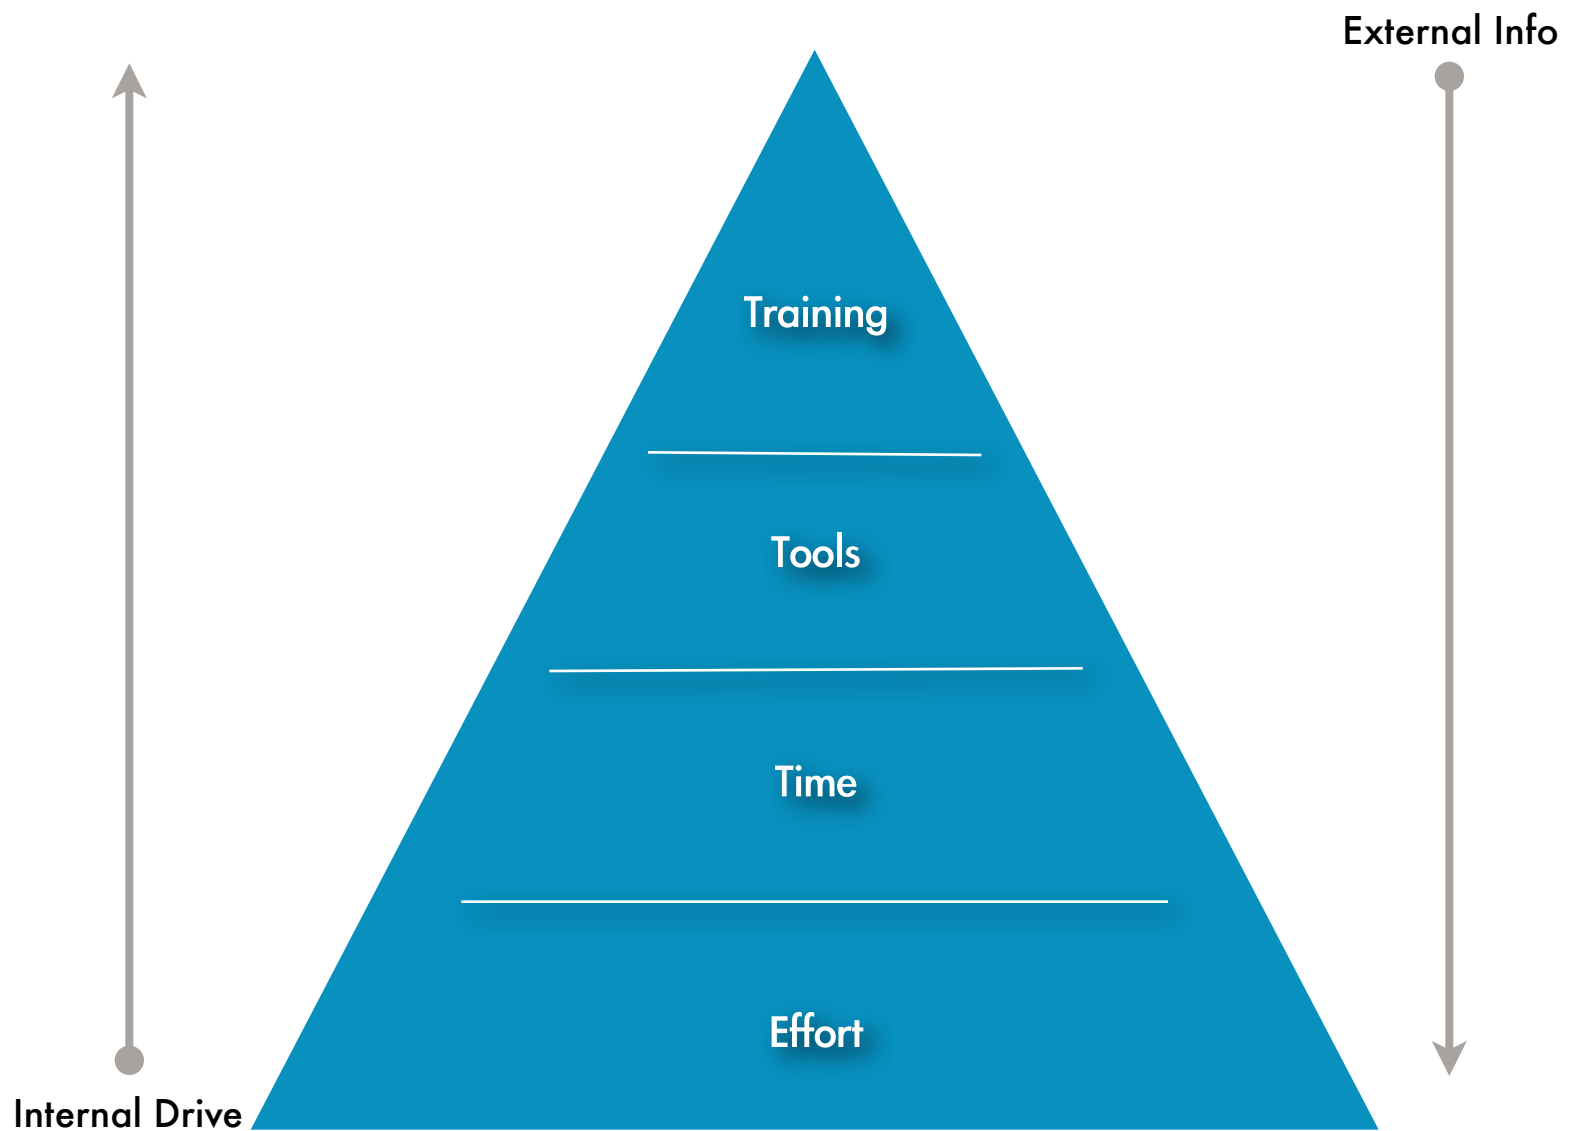 External Info
Training
Tools
Time
Effort
Internal Drive